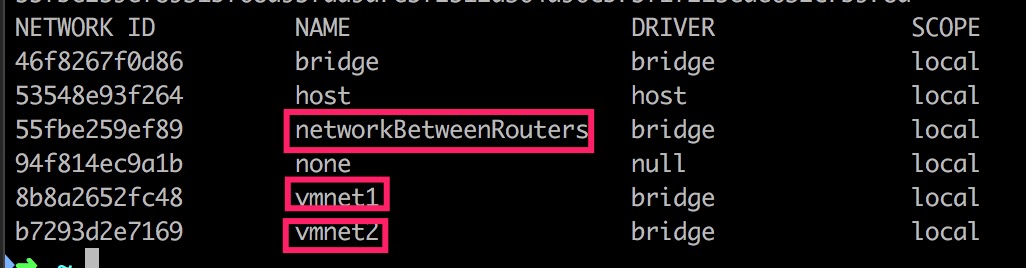 NETWORK ID NAME DRIVER SCOPE
46f8267f0d86 bridge bridge local
53548e93f264 host host local
55fbe259ef89 networkBetweenRouters bridge local
94f814ec9a1b none null local
8b8a2652fc48 vmnet1 bridge local
b7293d2e7169 vmnet2 bridge local
~